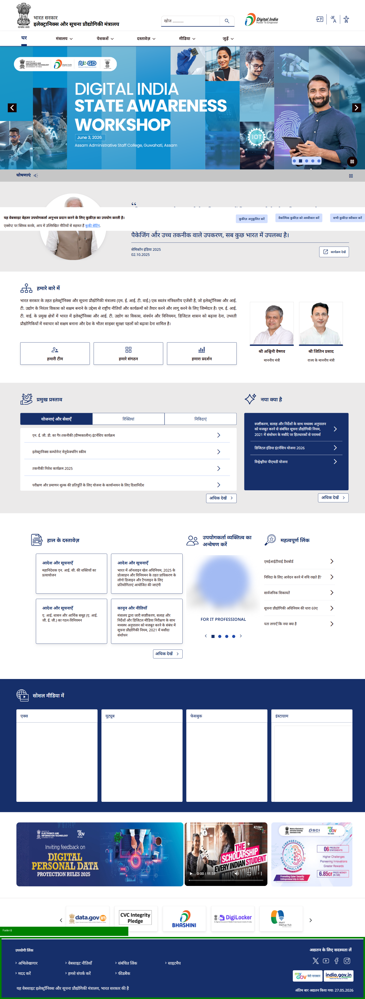 भारत सरकार
इलेक्ट्रानिक्स और सूचना प्रौद्योगिकी मंत्रालय
सत्यमेव जयते
खोज ..........
Digital India
Power To Empower
अ
A
घर
मंत्रालय
पेशकशें
दस्तावेज़
मीडिया
जुड़ें
MINISTRY OF
ELECTRONICS AND
INFORMATION TECHNOLOGY
GOVERNMENT OF INDIA
Digital India
NeGD
DIGITAL INDIA
STATE AWARENESS
WORKSHOP
June 3, 2026
Assam Administrative Staff College, Guwahati, Assam
IOT
घोषणाएं
“
यह वेबसाइट बेहतर उपयोगकर्ता अनुभव प्रदान करने के लिए कुकीज़ का उपयोग करती है।
एक्सेप्ट पर क्लिक करके, आप में उल्लिखित नीतियों से सहमत हैं कुकी सेटिंग.
कुकीज़ अनुकूलित करें
वैकल्पिक कुकीज़ को अस्वीकार करें
सभी कुकीज़ स्वीकार करें
पैकेजिंग और उच्च तकनीक वाले उपकरण, सब कुछ भारत में उपलब्ध है।
सेमिकॉन इंडिया 2025
02.10.2025
कार्यक्रम देखें
हमारे बारे में
भारत सरकार के तहत इलेक्ट्रॉनिक्स और सूचना प्रौद्योगिकी मंत्रालय (एम. ई. आई. टी. वाई.) एक स्वतंत्र मंत्रिस्तरीय एजेंसी है, जो इलेक्ट्रॉनिक्स और आई.
टी. उद्योग के निरंतर विकास को सक्षम बनाने के उद्देश्य से राष्ट्रीय नीतियों और कार्यक्रमों को तैयार करने और लागू करने के लिए जिम्मेदार है। एम. ई. आई.
टी. वाई. के प्रमुख क्षेत्रों में भारत में इलेक्ट्रॉनिक्स और आई. टी. उद्योग का विकास, संवर्धन और विनियमन, डिजिटल शासन को बढ़ावा देना, उभरती
प्रौद्योगिकियों में नवाचार को सक्षम बनाना और देश के भीतर साइबर सुरक्षा पहलों को बढ़ावा देना शामिल है।
हमारी टीम
हमारे संगठन
हमारा प्रदर्शन
श्री अश्विनी वैष्णव
माननीय मंत्री
श्री जितिन प्रसाद
राज्य के माननीय मंत्री
प्रमुख प्रस्ताव
योजनाएं और सेवाएँ
रिक्तियां
निविदाएं
एन. ई. जी. डी. का गैर-तकनीकी (ग्रीष्मकालीन) इंटर्नशिप कार्यक्रम
इलेक्ट्रानिक्स कम्पोनेन्ट मेनुफेक्चरिंग स्कीम
तकनीकी निवेश कार्यक्रम 2025
परीक्षण और प्रमाणन शुल्क की प्रतिपूर्ति के लिए योजना के कार्यान्वयन के लिए दिशानिर्देश
अधिक देखें
नया क्या है
स्पष्टीकरण, सलाह और निर्देशों के साथ मध्यस्थ अनुपालन
को मजबूत करने से संबंधित सूचना प्रौद्योगिकी नियम,
2021 में संशोधन के मसौदे पर हितधारकों से परामर्श
डिजिटल इंडिया इंटर्नशिप योजना 2026
विश्वेश्वरैया पीएचडी योजना
अधिक देखें
हाल के दस्तावेज़
आदेश और सूचनाएँ
महानिदेशक एन. आई. सी. की शक्तियों का
प्रत्यायोजन
आदेश और सूचनाएँ
भारत में ऑनलाइन खेल अधिनियम, 2025 के
प्रोत्साहन और विनियमन के तहत प्राधिकरण के
लोगो डिजाइन और टैगलाइन के लिए
प्रतियोगिताएं आयोजित की जाएंगी
आदेश और सूचनाएँ
ए. आई. शासन और आर्थिक समूह (ए. आई.
जी. ई. जी.) का गठन-विनियमन
कानून और नीतियाँ
मंत्रालय द्वारा जारी स्पष्टीकरण, सलाह और
निर्देशों और डिजिटल मीडिया निरीक्षण के साथ
मध्यस्थ अनुपालन को मजबूत करने के संबंध में
सूचना प्रौद्योगिकी नियम, 2021 में मसौदा
संशोधन
अधिक देखें
उपयोगकर्ता व्यक्तित्व का
अन्वेषण करें
FOR IT PROFESSIONAL
महत्वपूर्ण लिंक
एमईआईटीवाई डैशबोर्ड
निविदा के लिए आवेदन करने में रुचि रखते हैं?
सार्वजनिक शिकायतें
सूचना प्रौद्योगिकी अधिनियम की धारा 69ए
पता लगाएँ कि नया क्या है
सोशल मीडिया में
एक्स
यूट्यूब
फेसबुक
इंस्टाग्राम
MINISTRY OF
ELECTRONICS AND
INFORMATION TECHNOLOGY
GOVERNMENT OF INDIA
my GOV
मेरी सरकार
Inviting feedback on
DIGITAL
PERSONAL DATA
PROTECTION RULES 2025
THE
SCHOLARSHIP
EVERY INDIAN STUDENT
0:00 / 11:57
DSCI
my GOV
CYBERSECURITY
GRAND CHALLENGE 2.0
Promoting Cyber Security
Entrepreneurship in India
06 PROBLEM
STATEMENTS
Higher Challenges
Pioneering Innovations
Greater Rewards
6.85cr PRIZE MONEY
(IN INR)
data.gov in
CVC Integrity
Pledge
BHASHINI
DigiLocker
MeitY
Startup Hub
Footer
उपयोगी लिंक
अभिलेखागार
वेबसाइट नीतियाँ
संबंधित लिंक
साइटमैप
मदद करें
हमसे संपर्क करें
फीडबैक
यह वेबसाइट इलेक्ट्रॉनिक्स और सूचना प्रौद्योगिकी मंत्रालय, भारत सरकार की है
अद्यतन के लिए सदस्यता लें
my GOV मेरी सरकार
india.gov.in
National Portal of India
अंतिम बार अद्यतन किया गया: 27.05.2026